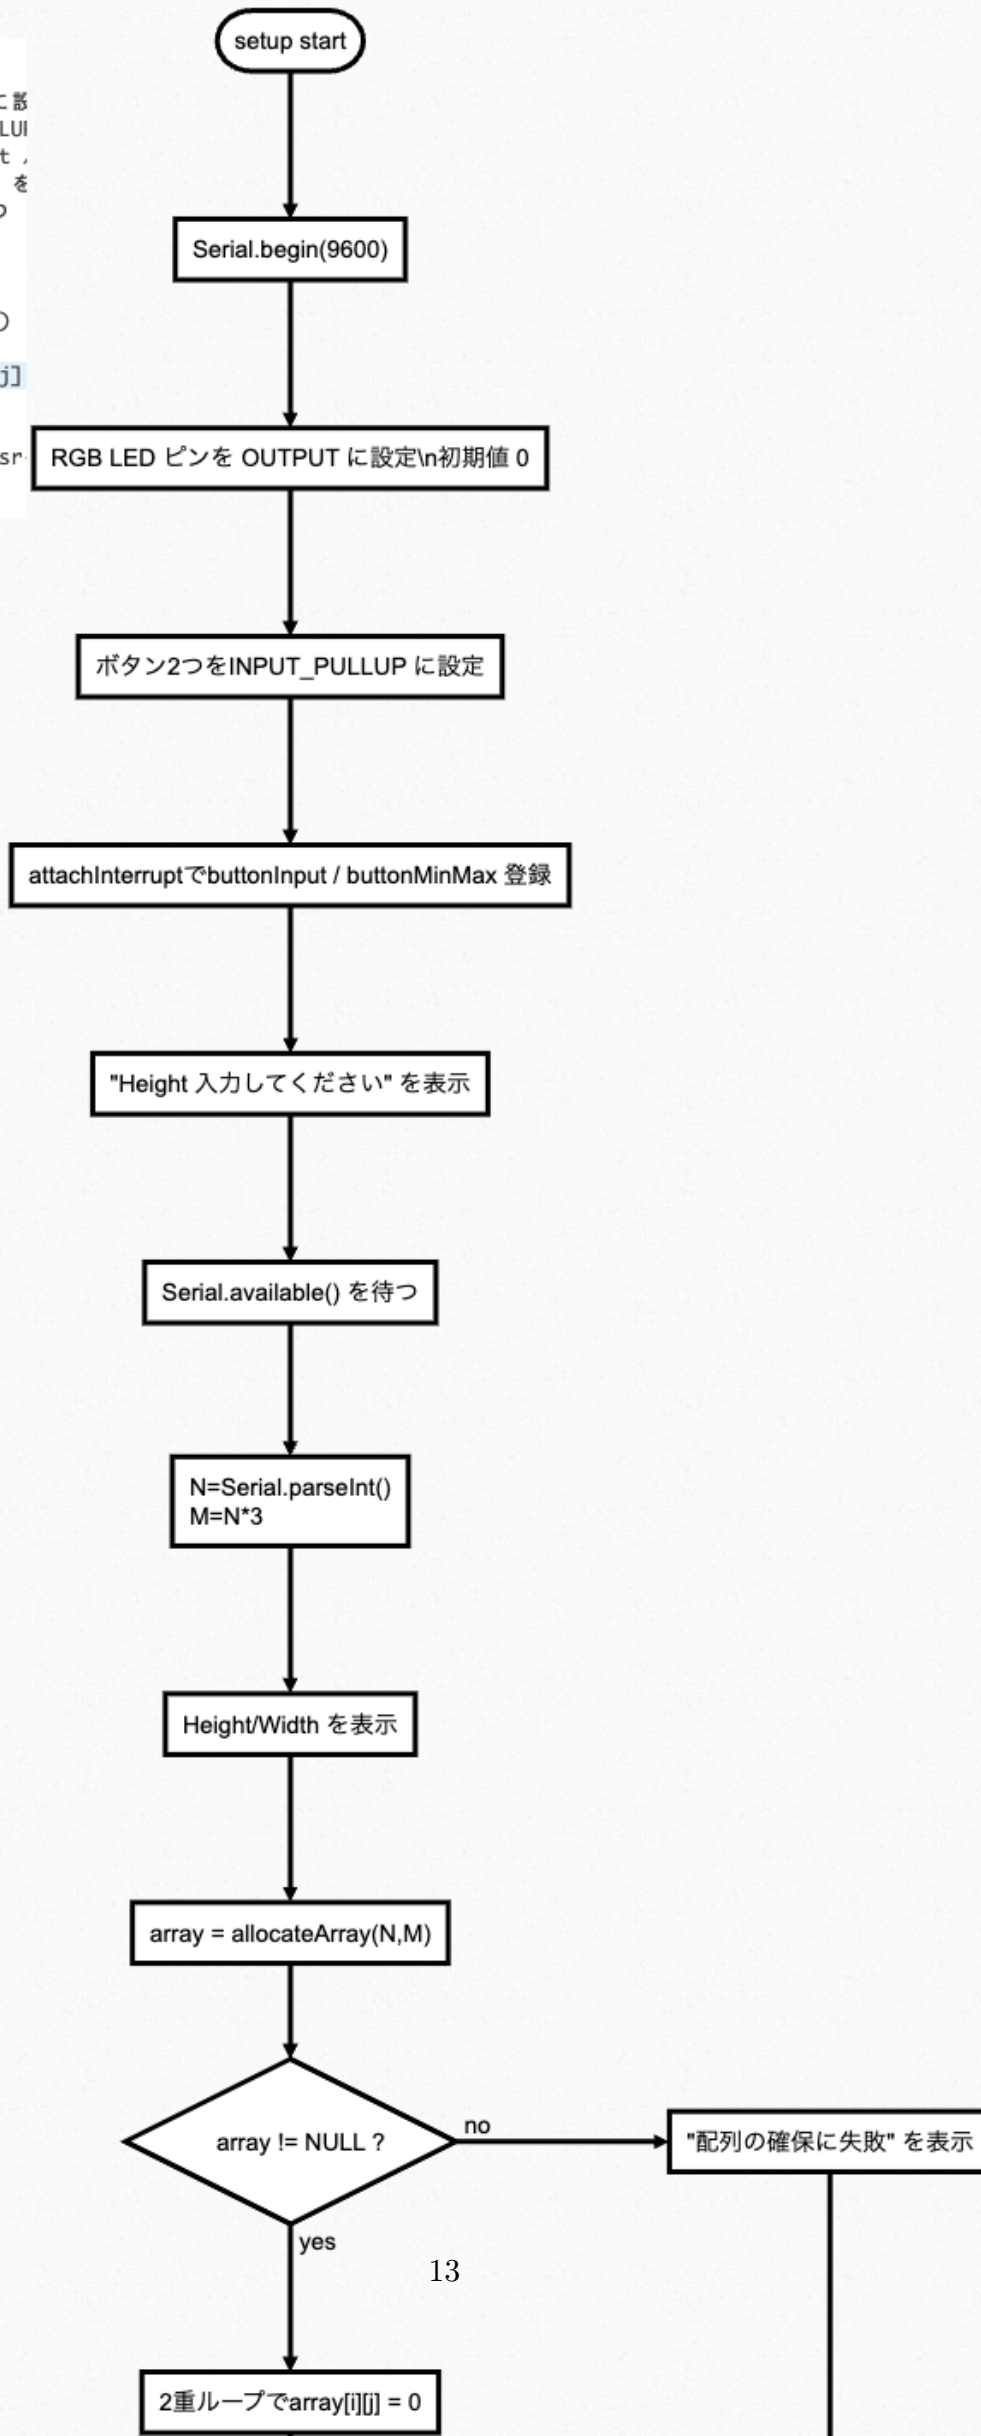 setup start
に設
LUI
t
を
Serial.begin(9600)
の
j]
sr
RGB LED ピンを OUTPUT に設定\n初期値 0
ボタン2つをINPUT_PULLUP に設定
attachInterruptでbuttonInput / buttonMinMax 登録
"Height 入力してください" を表示
Serial.available() を待つ
N=Serial.parseInt()
M=N*3
Height/Width を表示
array = allocateArray(N,M)
array != NULL ?
no
"配列の確保に失敗" を表示
yes
13
2重ループでarray[i][j] = 0